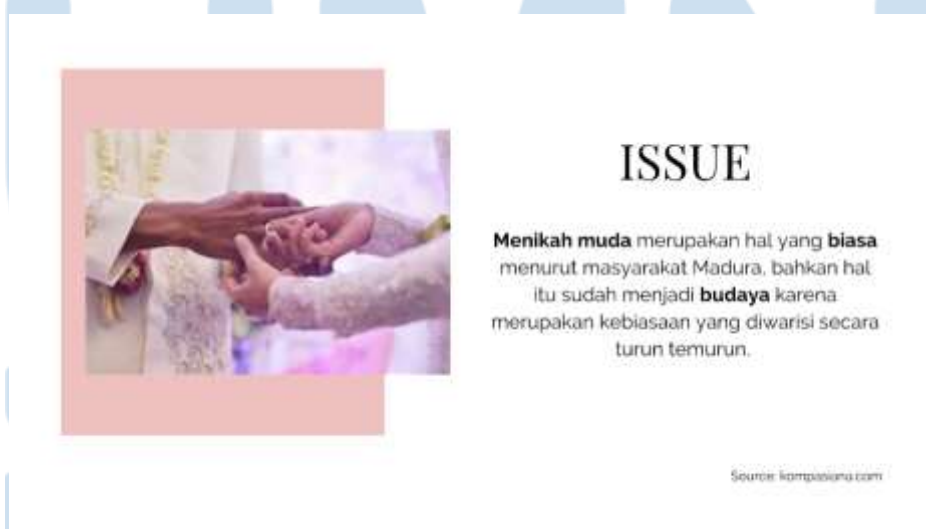 ISSUE
Menikah muda merupakan hal yang biasa
menurut masyarakat Madura, bahkan hal
itu sudah menjadi budaya karena
merupakan kebiasaan yang diwarisi secara
turun temurun.
Source: kompasiana.com